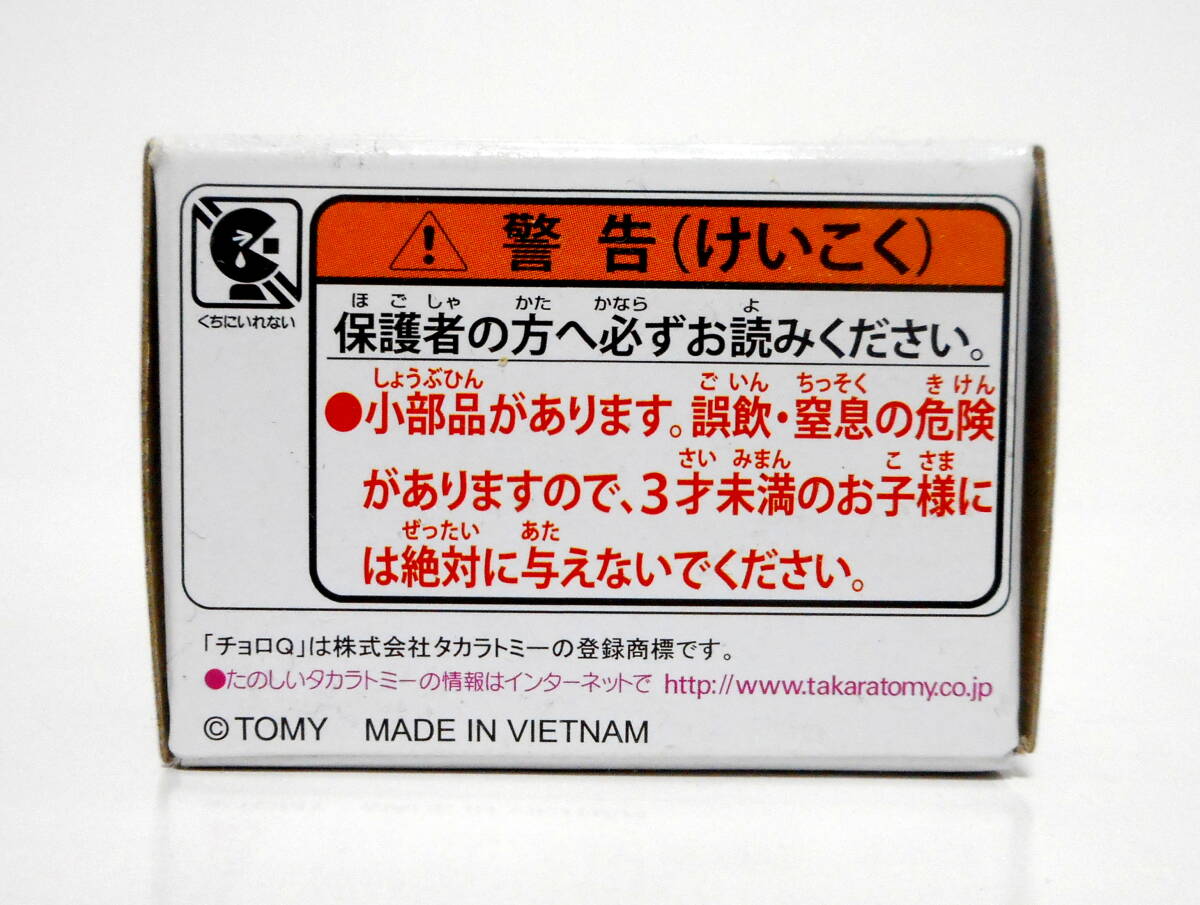 くちにいれない
警告(けいこく)
ほごしゃ かた かなら よ
保護者の方へ必ずお読みください。
しょうぶひん ごいん ちっそく きけん
●小部品があります。誤飲・窒息の危険
さい みまん こ さま
がありますので、3才未満のお子様に
ぜったい あた
は絶対に与えないでください。
「チョロQ」は株式会社タカラトミーの登録商標です。
●たのしいタカラトミーの情報はインターネットで http://www.takaratomy.co.jp
© TOMY MADE IN VIETNAM